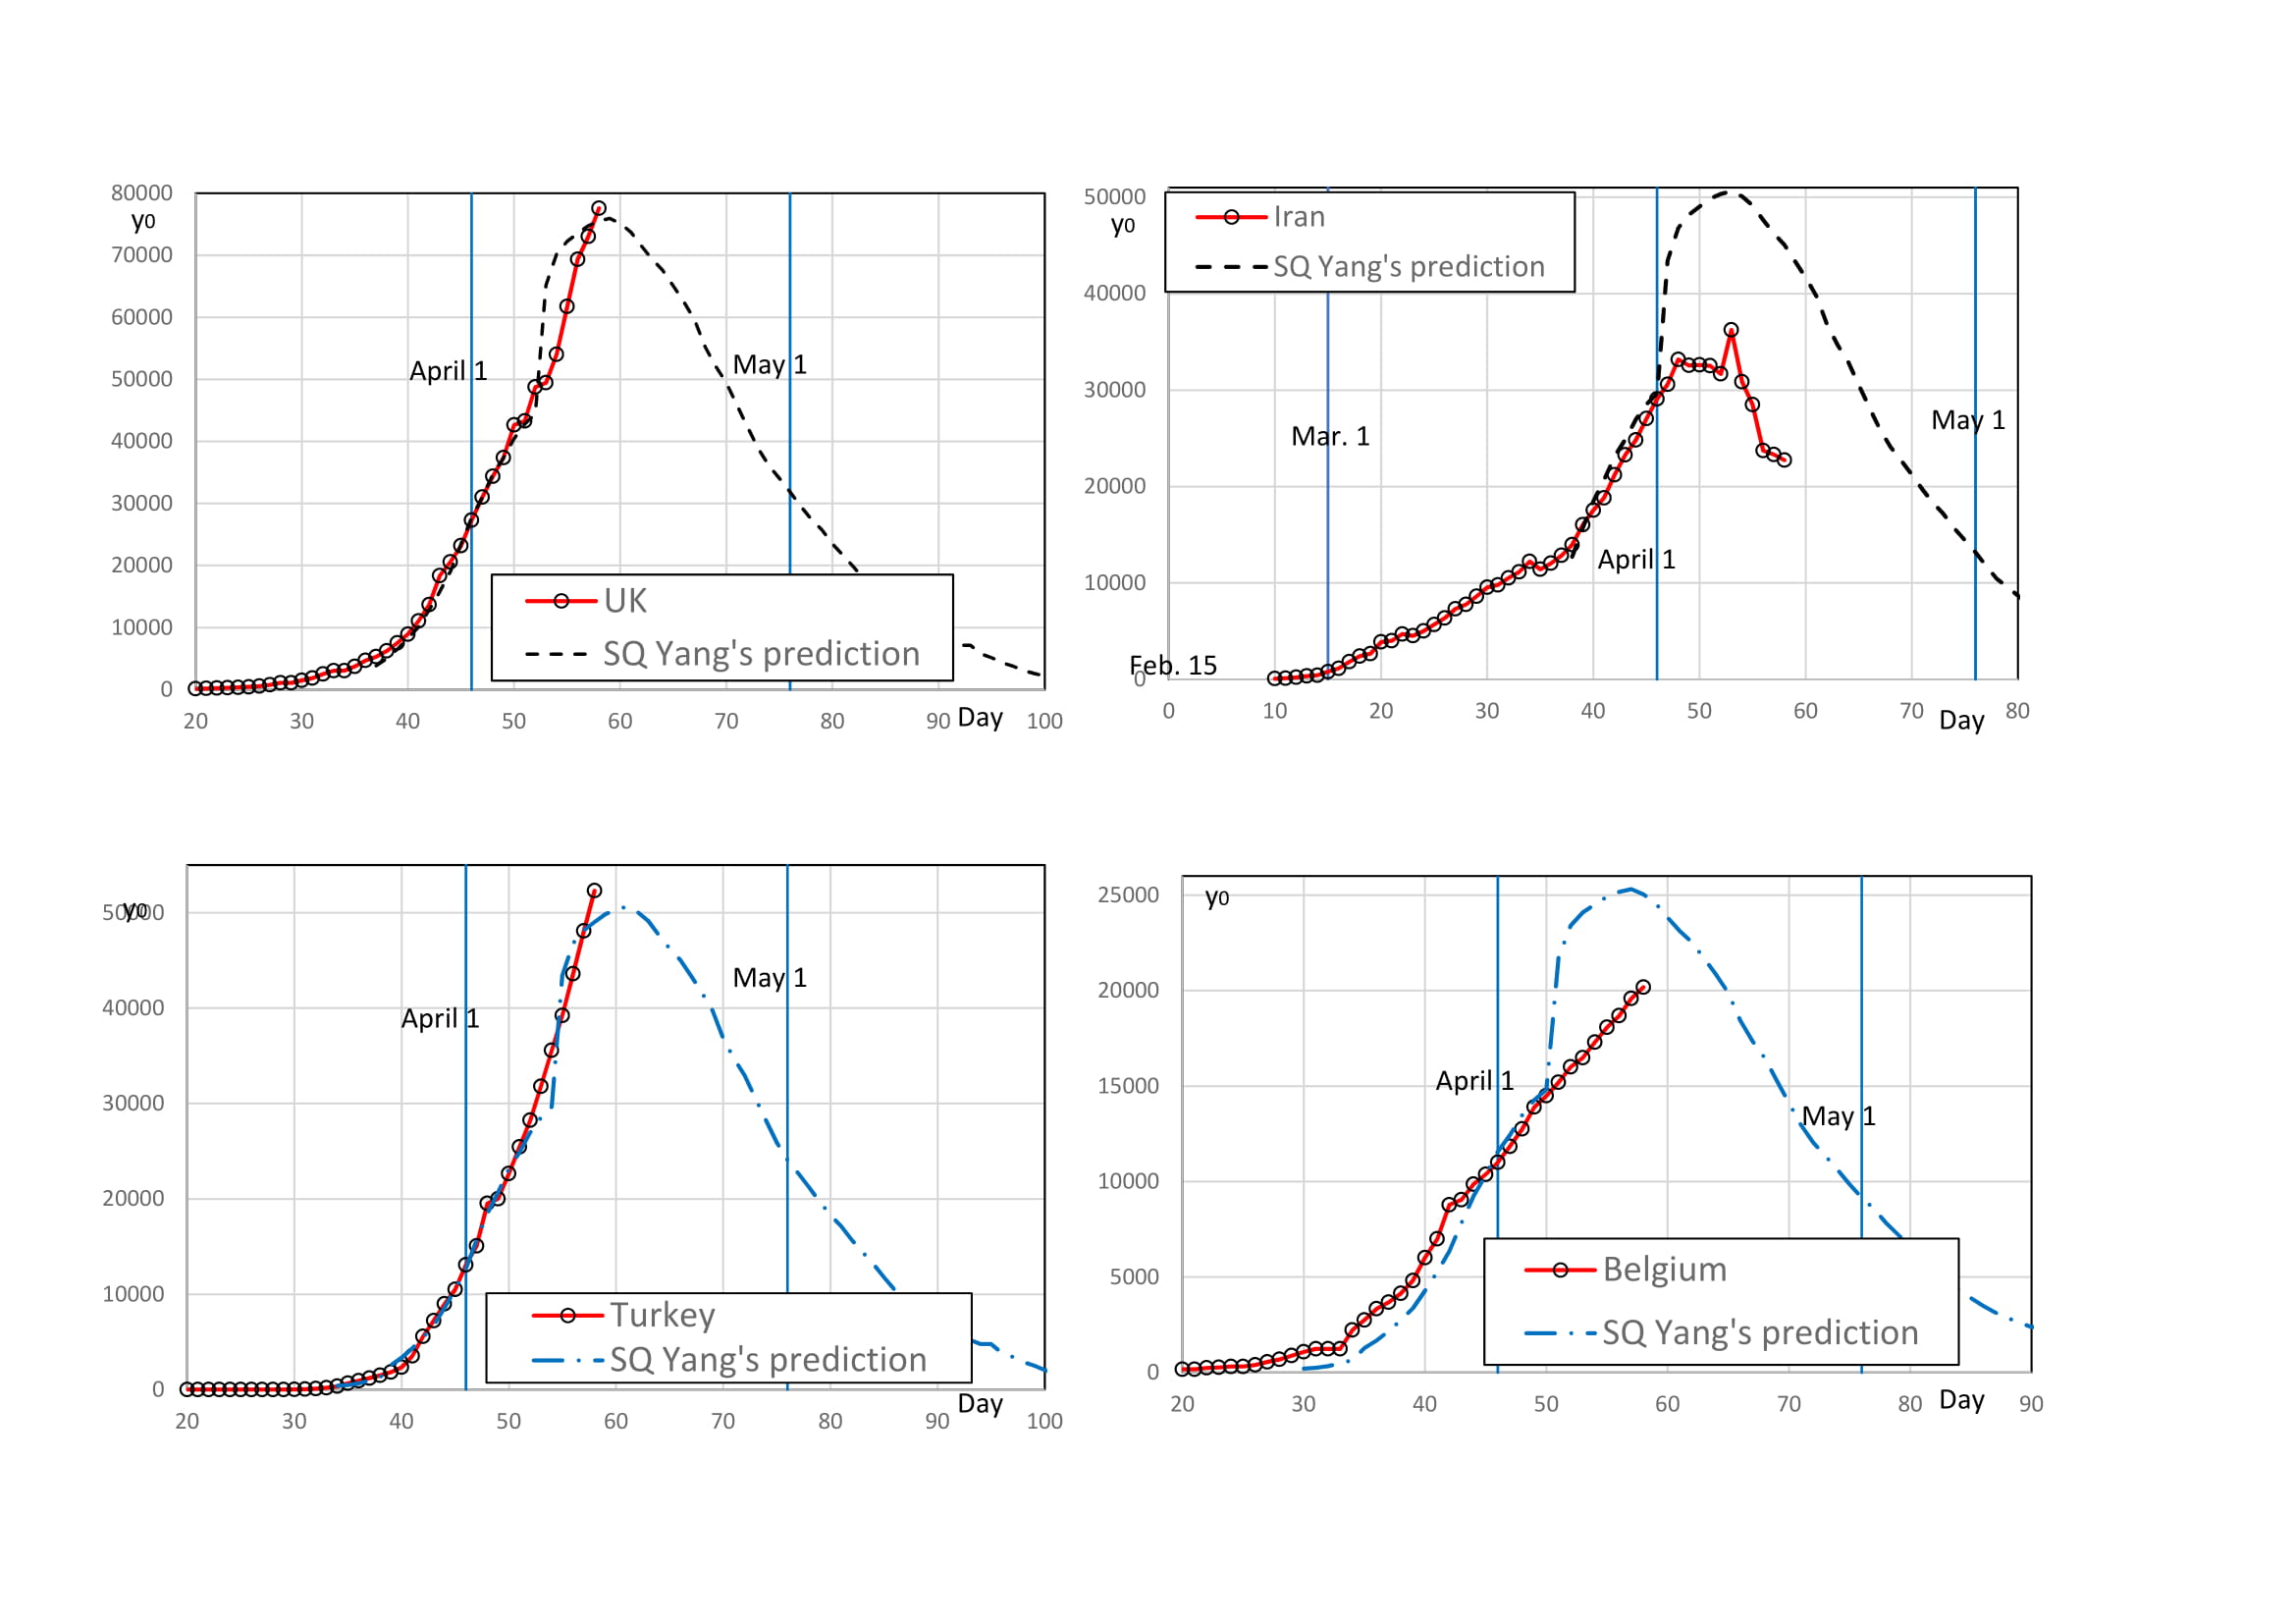 80000
y0
70000
60000
50000
40000
30000
20000
10000
0
April 1
May 1
UK
SQ Yang's prediction
20 30 40 50 60 70 80 90 100
Day
50000
y0
40000
30000
20000
10000
0
Iran
SQ Yang's prediction
Mar. 1
May 1
April 1
Feb. 15
0 10 20 30 40 50 60 70 80
Day
50000
y0
40000
30000
20000
10000
0
May 1
April 1
Turkey
SQ Yang's prediction
Day
20 30 40 50 60 70 80 90 100
25000
y0
20000
15000
10000
5000
0
April 1
May 1
Belgium
SQ Yang's prediction
20 30 40 50 60 70 80 90
Day